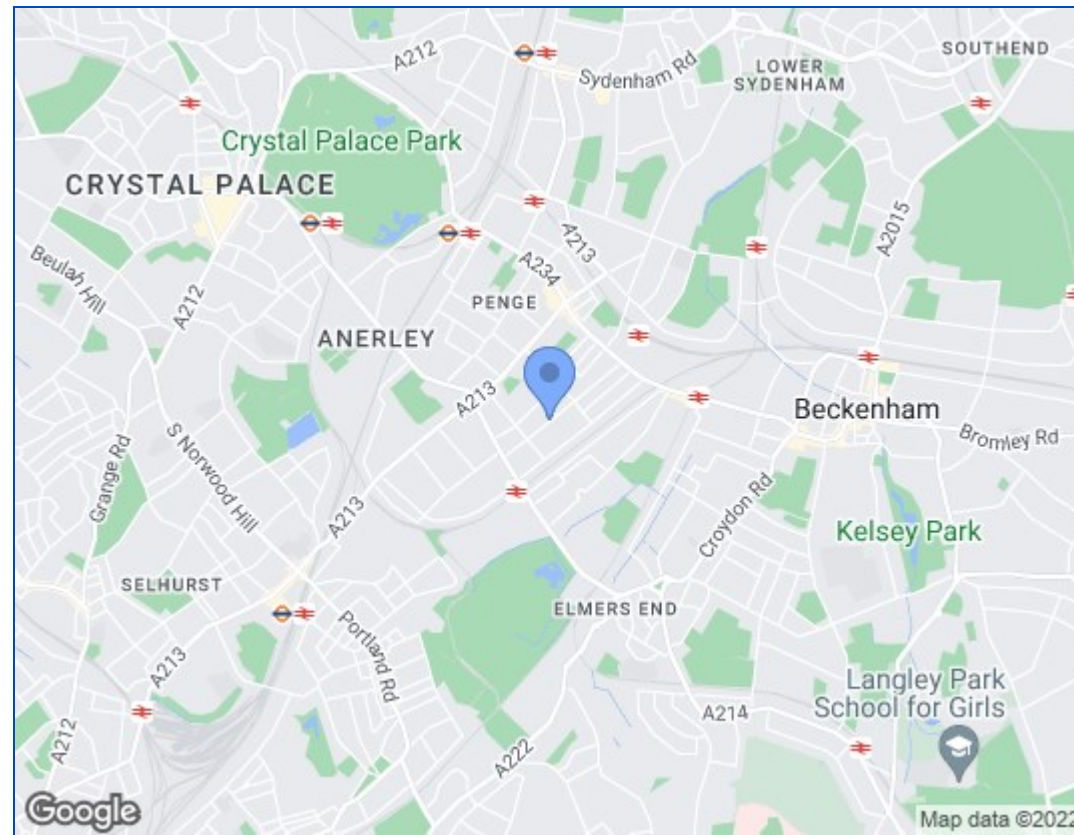 A212
SOUTHEND
Sydenham Rd
LOWER
SYDENHAM
Crystal Palace Park
CRYSTAL PALACE
A213
A2015
Beulah Hill
A212
A234
PENGE
ANERLEY
A213
Beckenham
Bromley Rd
Grange Rd
S Norwood Hill
A213
Croydon Rd
Kelsey Park
SELHURST
ELMERS END
Portland Rd
A213
Langley Park
School for Girls
A214
A212
A222
Google
Map data ©2022